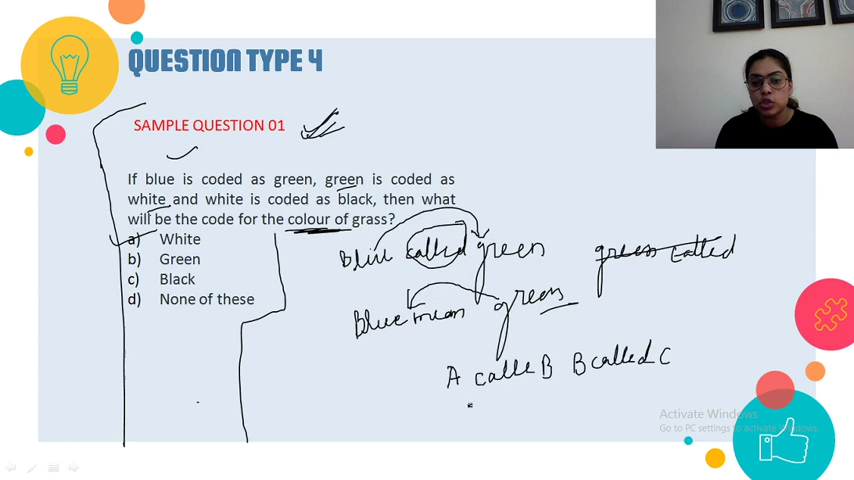 QUESTION TYPE 4
SAMPLE QUESTION 01
If blue is coded as green, green is coded as
white and white is coded as black, then what
will be the code for the colour of grass?
a) White
b) Green
c) Black
d) None of these
Blue called green
green called
Blue mean green
A calle B B called C
Activate Windows
Go to PC settings to activate Windows.